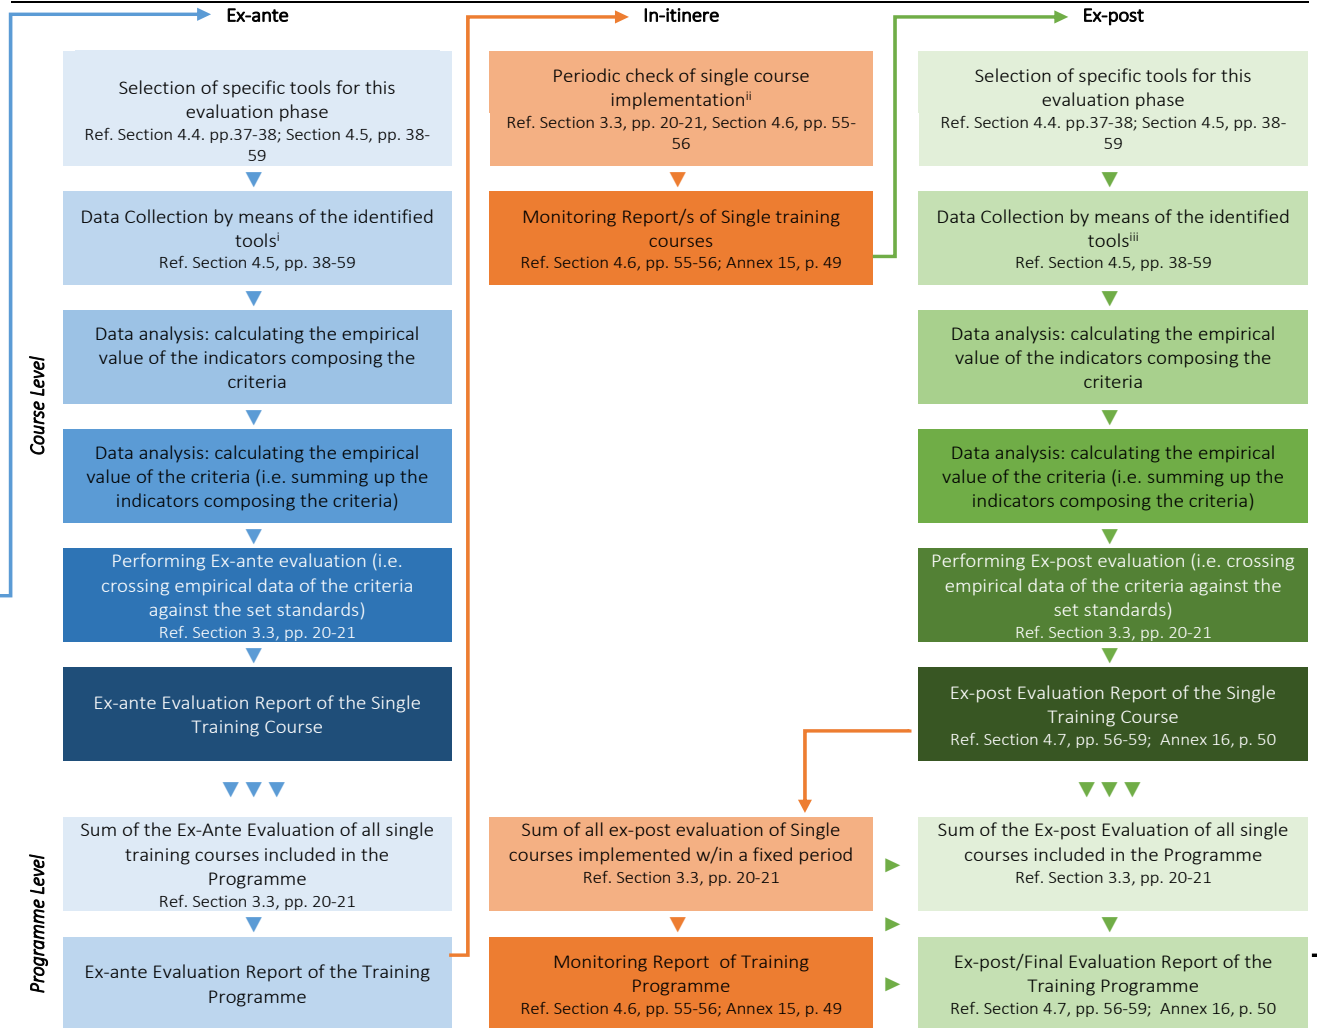 Ex-ante
In-itinere
Ex-post
Course Level
Programme Level
Selection of specific tools for this
evaluation phase
Ref. Section 4.4. pp.37-38; Section 4.5, pp. 38-
59
Data Collection by means of the identified
toolsⁱ
Ref. Section 4.5, pp. 38-59
Data analysis: calculating the empirical
value of the indicators composing the
criteria
Data analysis: calculating the empirical
value of the criteria (i.e. summing up the
indicators composing the criteria)
Performing Ex-ante evaluation (i.e.
crossing empirical data of the criteria
against the set standards)
Ref. Section 3.3, pp. 20-21
Ex-ante Evaluation Report of the Single
Training Course
Sum of the Ex-Ante Evaluation of all single
training courses included in the
Programme
Ref. Section 3.3, pp. 20-21
Ex-ante Evaluation Report of the Training
Programme
Periodic check of single course
implementationⁱⁱ
Ref. Section 3.3, pp. 20-21, Section 4.6, pp. 55-
56
Monitoring Report/s of Single training
courses
Ref. Section 4.6, pp. 55-56; Annex 15, p. 49
Sum of all ex-post evaluation of Single
courses implemented w/in a fixed period
Ref. Section 3.3, pp. 20-21
Monitoring Report of Training
Programme
Ref. Section 4.6, pp. 55-56; Annex 15, p. 49
Selection of specific tools for this
evaluation phase
Ref. Section 4.4. pp.37-38; Section 4.5, pp. 38-
59
Data Collection by means of the identified
toolsⁱⁱⁱ
Ref. Section 4.5, pp. 38-59
Data analysis: calculating the empirical
value of the indicators composing the
criteria
Data analysis: calculating the empirical
value of the criteria (i.e. summing up the
indicators composing the criteria)
Performing Ex-post evaluation (i.e. crossing
empirical data of the criteria against the
set standards)
Ref. Section 3.3, pp. 20-21
Ex-post Evaluation Report of the Single
Training Course
Ref. Section 4.7, pp. 56-59; Annex 16, p. 50
Sum of the Ex-post Evaluation of all single
courses included in the Programme
Ref. Section 3.3, pp. 20-21
Ex-post/Final Evaluation Report of the
Training Programme
Ref. Section 4.7, pp. 56-59; Annex 16, p. 50